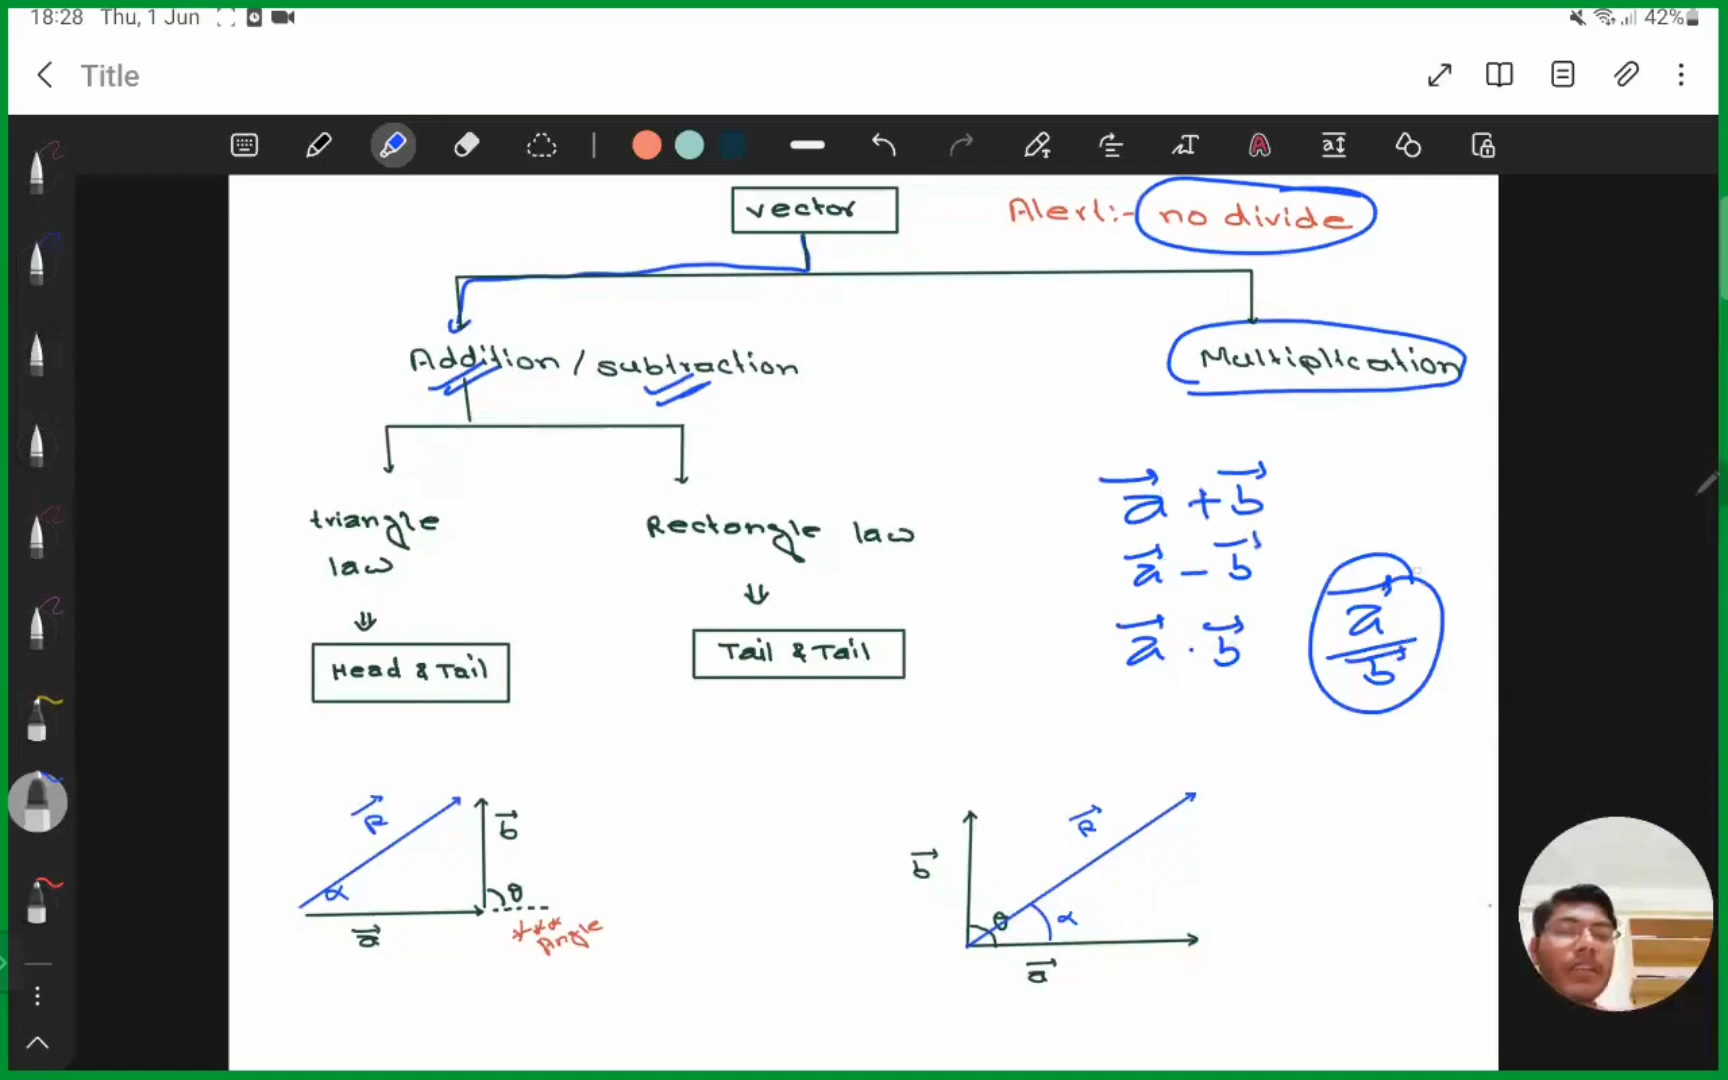 18:28 Thu, 1 Jun
42%
Title
vector
Alert:- no divide
Addition / subtraction
Multiplication
triangle
law
Rectongle law
⇓
⇓
Head & Tail
Tail & Tail
a⃗ + b⃗
a⃗ - b⃗
a⃗ . b⃗
a⃗
b⃗
R⃗
b⃗
α
θ
a⃗
***
Angle
R⃗
b⃗
θ
α
a⃗